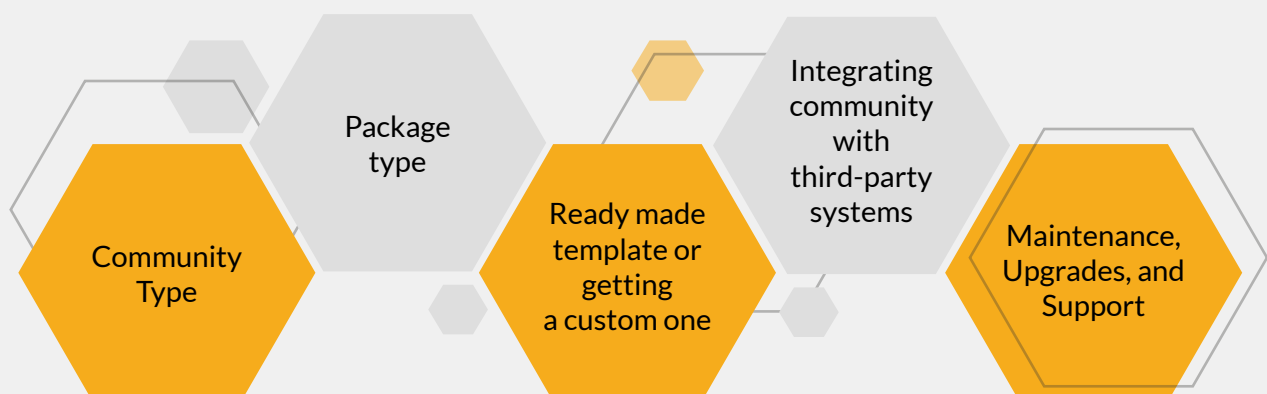 Community
Type
Package
type
Ready made
template or
getting
a custom one
Integrating
community
with
third-party
systems
Maintenance,
Upgrades, and
Support